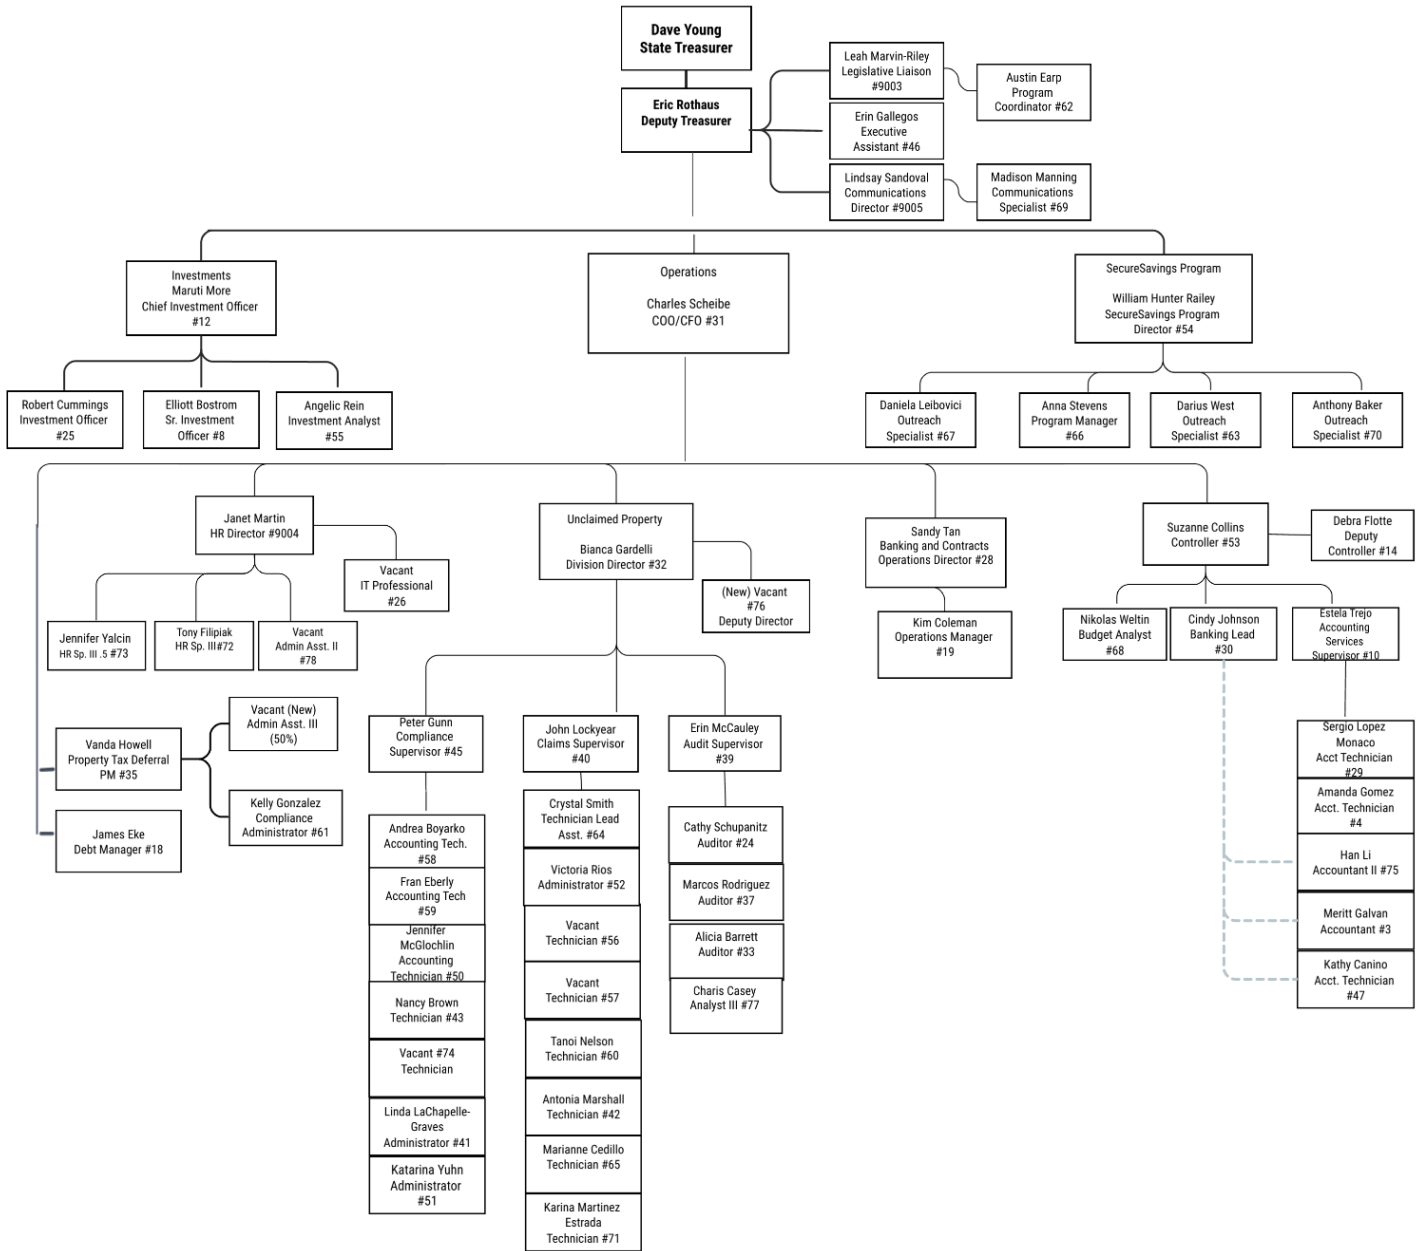 Dave Young
State Treasurer
Eric Rothaus
Deputy Treasurer
Leah Marvin-Riley
Legislative Liaison
#9003
Austin Earp
Program
Coordinator #62
Erin Gallegos
Executive
Assistant #46
Lindsay Sandoval
Communications
Director #9005
Madison Manning
Communications
Specialist #69
Investments
Maruti More
Chief Investment Officer
#12
Operations
Charles Scheibe
COO/CFO #31
SecureSavings Program
William Hunter Railey
SecureSavings Program
Director #54
Robert Cummings
Investment Officer
#25
Elliott Bostrom
Sr. Investment
Officer #8
Angelic Rein
Investment Analyst
#55
Daniela Leibovici
Outreach
Specialist #67
Anna Stevens
Program Manager
#66
Darius West
Outreach
Specialist #63
Anthony Baker
Outreach
Specialist #70
Janet Martin
HR Director #9004
Vacant
IT Professional
#26
Jennifer Yalcin
HR Sp. III .5 #73
Tony Filipiak
HR Sp. III#72
Vacant
Admin Asst. II
#78
Unclaimed Property
Bianca Gardelli
Division Director #32
(New) Vacant
#76
Deputy Director
Sandy Tan
Banking and Contracts
Operations Director #28
Kim Coleman
Operations Manager
#19
Suzanne Collins
Controller #53
Debra Flotte
Deputy
Controller #14
Nikolas Weltin
Budget Analyst
#68
Cindy Johnson
Banking Lead
#30
Estela Trejo
Accounting
Services
Supervisor #10
Vanda Howell
Property Tax Deferral
PM #35
Vacant (New)
Admin Asst. III
(50%)
Kelly Gonzalez
Compliance
Administrator #61
James Eke
Debt Manager #18
Peter Gunn
Compliance
Supervisor #45
Andrea Boyarko
Accounting Tech.
#58
Fran Eberly
Accounting Tech
#59
Jennifer
McGlochlin
Accounting
Technician #50
Nancy Brown
Technician #43
Vacant #74
Technician
Linda LaChapelle-
Graves
Administrator #41
Katarina Yuhn
Administrator
#51
John Lockyear
Claims Supervisor
#40
Crystal Smith
Technician Lead
Asst. #64
Victoria Rios
Administrator #52
Vacant
Technician #56
Vacant
Technician #57
Tanoi Nelson
Technician #60
Antonia Marshall
Technician #42
Marianne Cedillo
Technician #65
Karina Martinez
Estrada
Technician #71
Erin McCauley
Audit Supervisor
#39
Cathy Schupanitz
Auditor #24
Marcos Rodriguez
Auditor #37
Alicia Barrett
Auditor #33
Charis Casey
Analyst III #77
Sergio Lopez
Monaco
Acct Technician
#29
Amanda Gomez
Acct. Technician
#4
Han Li
Accountant II #75
Meritt Galvan
Accountant #3
Kathy Canino
Acct. Technician
#47